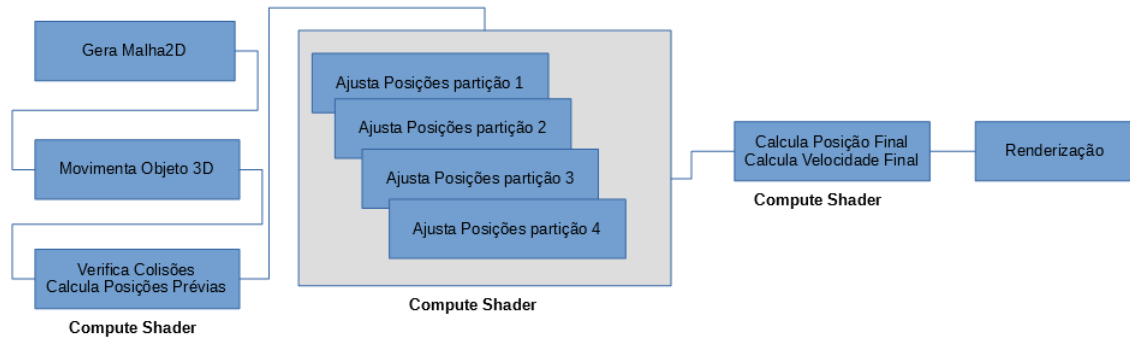 Gera Malha2D
Movimenta Objeto 3D
Verifica Colisões
Calcula Posições Prévias
Compute Shader
Ajusta Posições partição 1
Ajusta Posições partição 2
Ajusta Posições partição 3
Ajusta Posições partição 4
Compute Shader
Calcula Posição Final
Calcula Velocidade Final
Compute Shader
Renderização